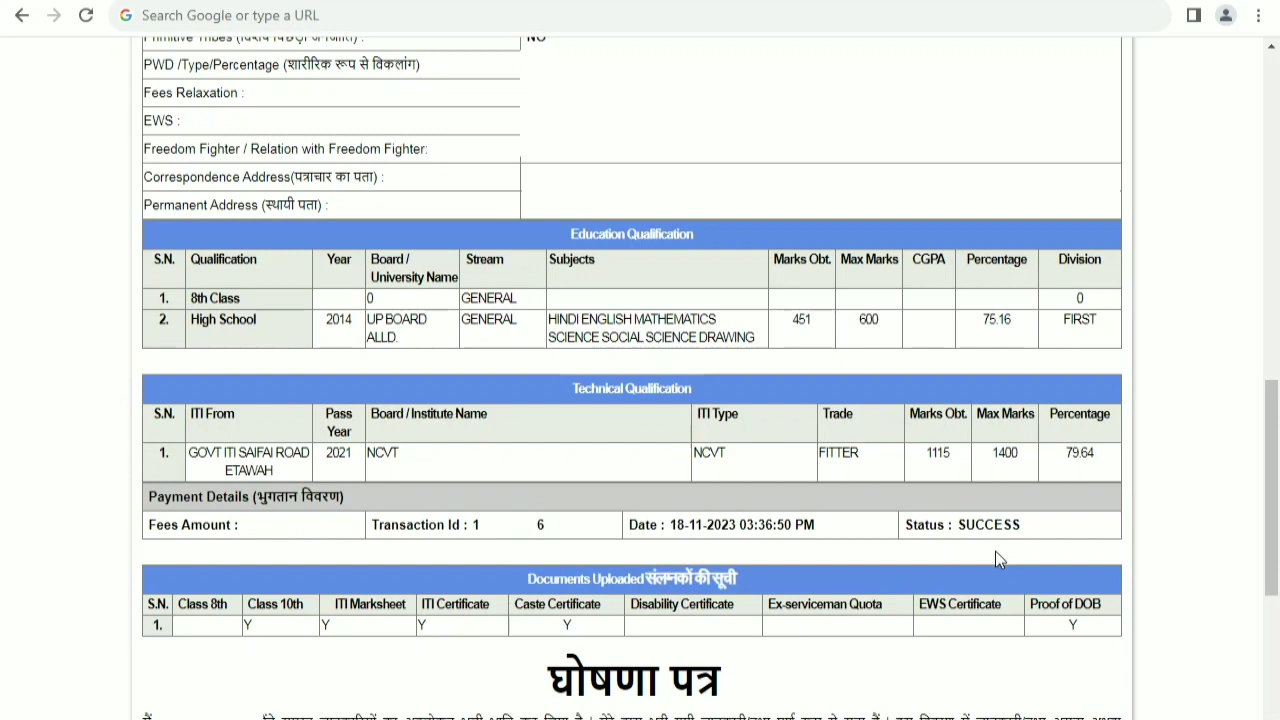 Search Google or type a URL
NO
PWD /Type/Percentage (शारीरिक रूप से विकलांग)
Fees Relaxation :
EWS :
Freedom Fighter / Relation with Freedom Fighter:
Correspondence Address(पत्राचार का पता) :
Permanent Address (स्थायी पता) :
Education Qualification
S.N. Qualification Year Board / University Name Stream Subjects Marks Obt. Max Marks CGPA Percentage Division
1. 8th Class 0 GENERAL 0
2. High School 2014 UP BOARD ALLD. GENERAL HINDI ENGLISH MATHEMATICS SCIENCE SOCIAL SCIENCE DRAWING 451 600 75.16 FIRST
Technical Qualification
S.N. ITI From Pass Year Board / Institute Name ITI Type Trade Marks Obt. Max Marks Percentage
1. GOVT ITI SAIFAI ROAD ETAWAH 2021 NCVT NCVT FITTER 1115 1400 79.64
Payment Details (भुगतान विवरण)
Fees Amount : Transaction Id : 1 6 Date : 18-11-2023 03:36:50 PM Status : SUCCESS
Documents Uploaded संलग्नकों की सूची
S.N. Class 8th Class 10th ITI Marksheet ITI Certificate Caste Certificate Disability Certificate Ex-serviceman Quota EWS Certificate Proof of DOB
1. Y Y Y Y Y
घोषणा पत्र